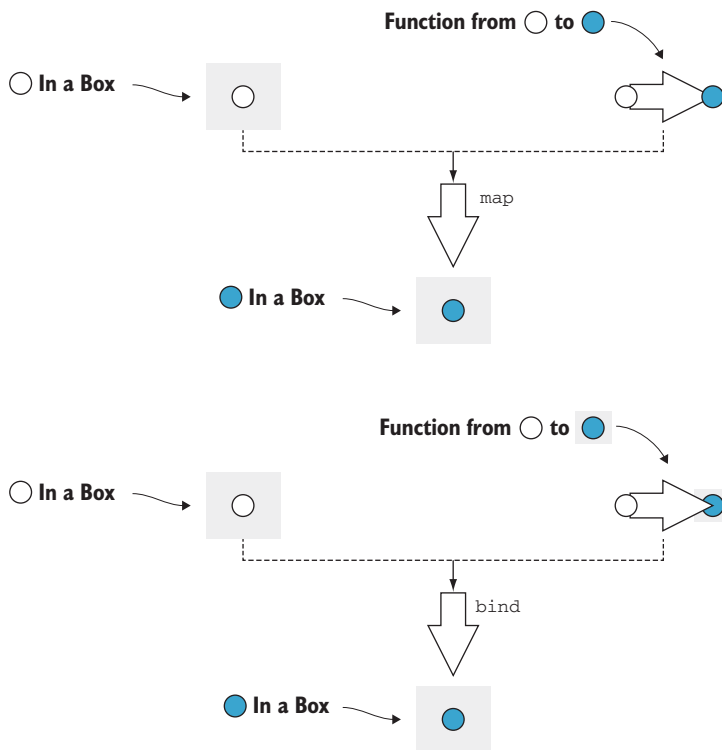 Function from to
In a Box
map
In a Box
Function from to
In a Box
bind
In a Box